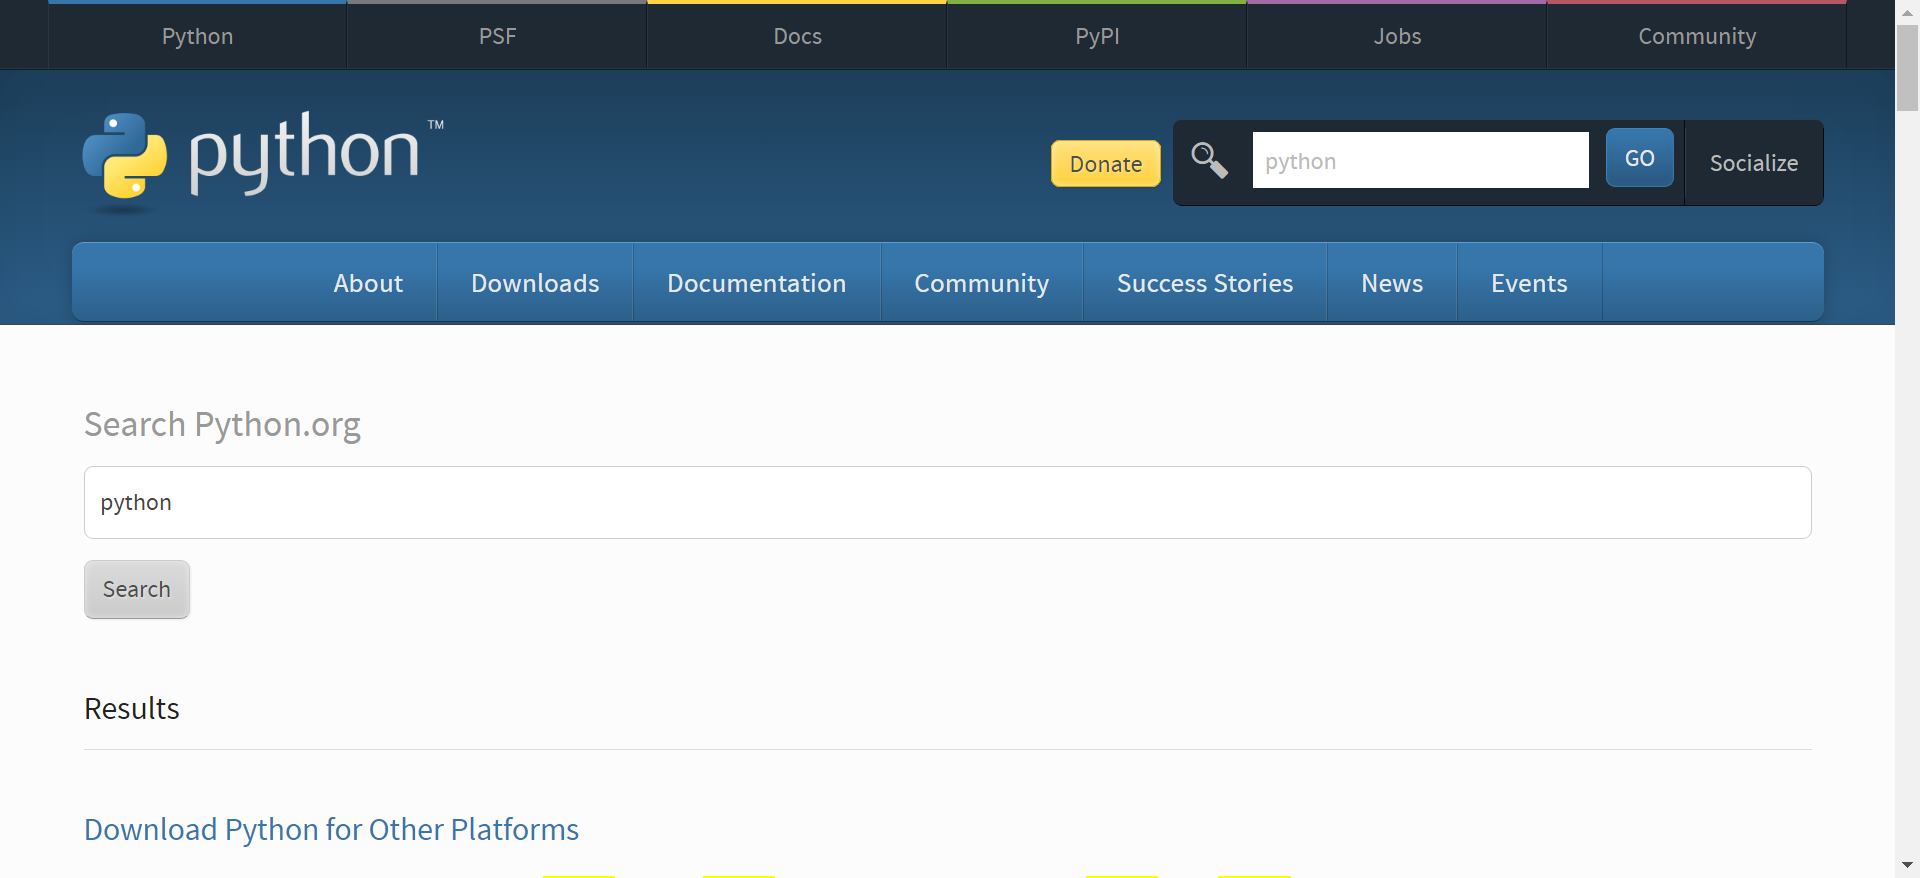 Python PSF Docs PyPI Jobs Community
python™
Donate python GO Socialize
About Downloads Documentation Community Success Stories News Events
Search Python.org
python
Search
Results
Download Python for Other Platforms